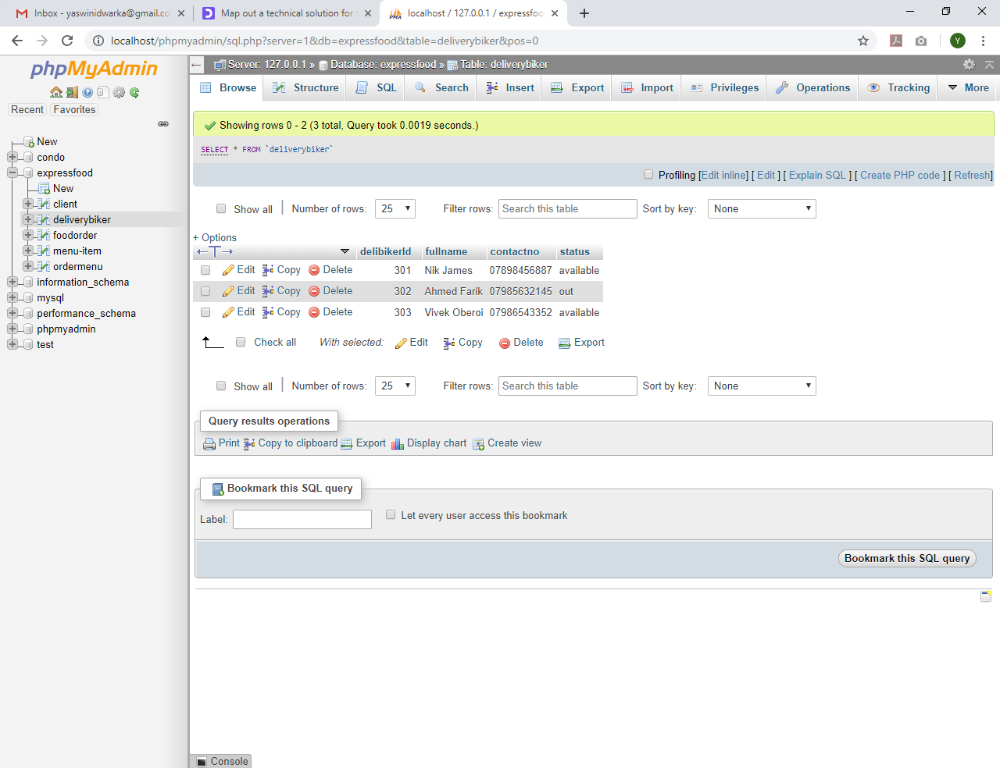 Inbox - yaswinidwarka@gmail.co
Map out a technical solution for
localhost / 127.0.0.1 / expressfoo
localhost/phpmyadmin/sql.php?server=1&db=expressfood&table=deliverybiker&pos=0
Y
phpMyAdmin
Recent Favorites
New
condo
expressfood
New
client
deliverybiker
foodorder
menu-item
ordermenu
information_schema
mysql
performance_schema
phpmyadmin
test
Server: 127.0.0.1 » Database: expressfood » Table: deliverybiker
Browse Structure SQL Search Insert Export Import Privileges Operations Tracking More
Showing rows 0 - 2 (3 total, Query took 0.0019 seconds.)
SELECT * FROM `deliverybiker`
Profiling [Edit inline] [ Edit ] [ Explain SQL ] [ Create PHP code ] [ Refresh]
Show all Number of rows: 25 Filter rows: Search this table Sort by key: None
+ Options
delibikerId fullname contactno status
Edit Copy Delete 301 Nik James 07898456887 available
Edit Copy Delete 302 Ahmed Farik 07985632145 out
Edit Copy Delete 303 Vivek Oberoi 07986543352 available
Check all With selected: Edit Copy Delete Export
Show all Number of rows: 25 Filter rows: Search this table Sort by key: None
Query results operations
Print Copy to clipboard Export Display chart Create view
Bookmark this SQL query
Label: Let every user access this bookmark
Bookmark this SQL query
Console